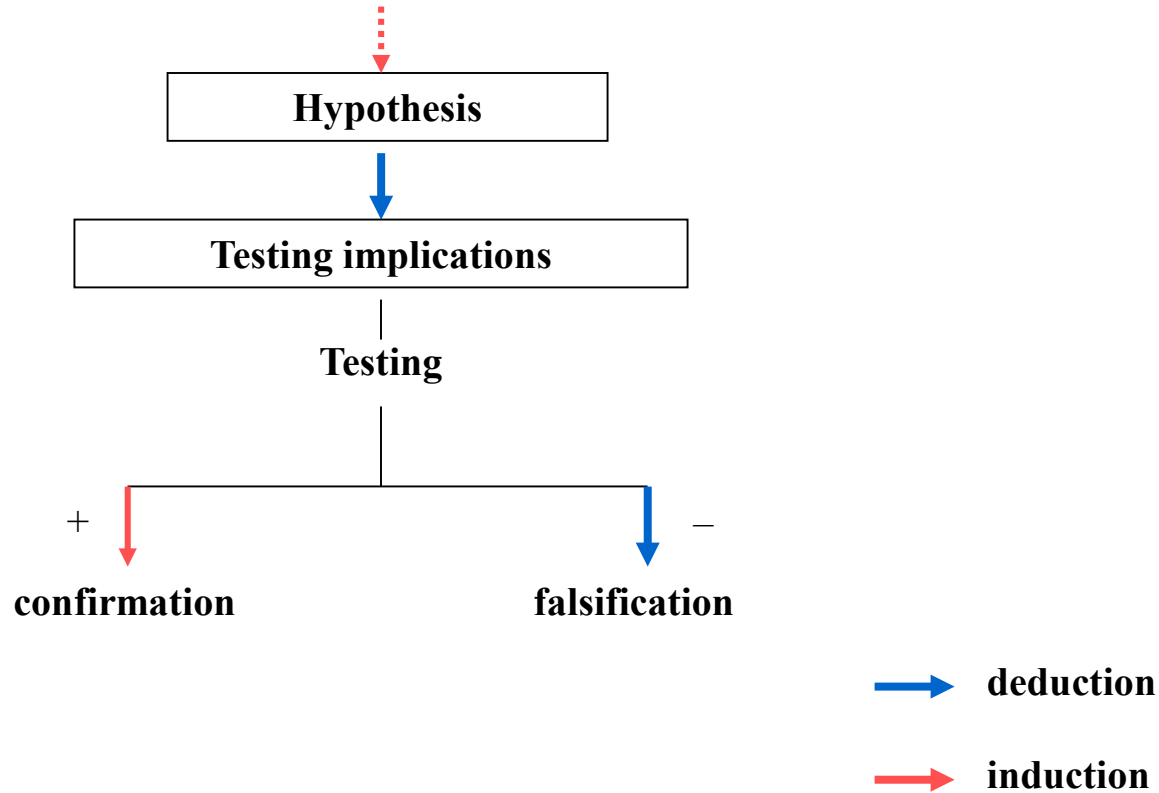 Hypothesis
Testing implications
Testing
+
–
confirmation
falsification
deduction
induction